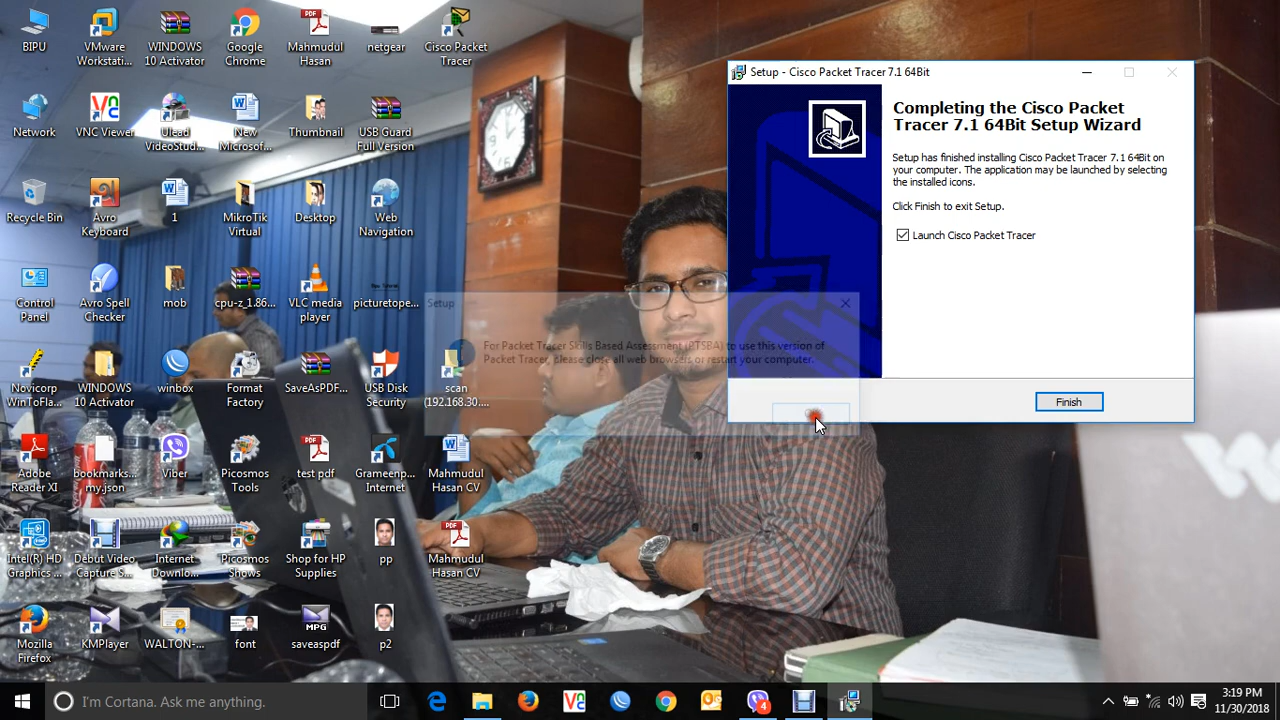 BIPU
VMware
Workstati...
WINDOWS
10 Activator
Google
Chrome
Mahmudul
Hasan
netgear
Cisco Packet
Tracer
Network
VNC Viewer
Ulead
VideoStud...
New
Microsof...
Thumbnail
USB Guard
Full Version
Recycle Bin
Avro
Keyboard
1
MikroTik
Virtual
Desktop
Web
Navigation
Control
Panel
Avro Spell
Checker
mob
cpu-z_1.86...
VLC media
player
picturetope...
Novicorp
WinToFla...
WINDOWS
10 Activator
winbox
Format
Factory
SaveAsPDF...
USB Disk
Security
scan
(192.168.30....
Adobe
Reader XI
bookmarks...
my.json
Viber
Picosmos
Tools
test pdf
Grameenp...
Internet
Mahmudul
Hasan CV
Intel(R) HD
Graphics ...
Debut Video
Capture S...
Internet
Downlo...
Picosmos
Shows
Shop for HP
Supplies
pp
Mahmudul
Hasan CV
Mozilla
Firefox
KMPlayer
WALTON-...
font
MPG
saveaspdf
p2
Setup - Cisco Packet Tracer 7.1 64Bit
Completing the Cisco Packet
Tracer 7.1 64Bit Setup Wizard
Setup has finished installing Cisco Packet Tracer 7.1 64Bit on
your computer. The application may be launched by selecting
the installed icons.
Click Finish to exit Setup.
Launch Cisco Packet Tracer
Finish
Setup
For Packet Tracer Skills Based Assessment (PTSBA) to use this version of
Packet Tracer, please close all web browsers or restart your computer.
I'm Cortana. Ask me anything.
4
3:19 PM
11/30/2018